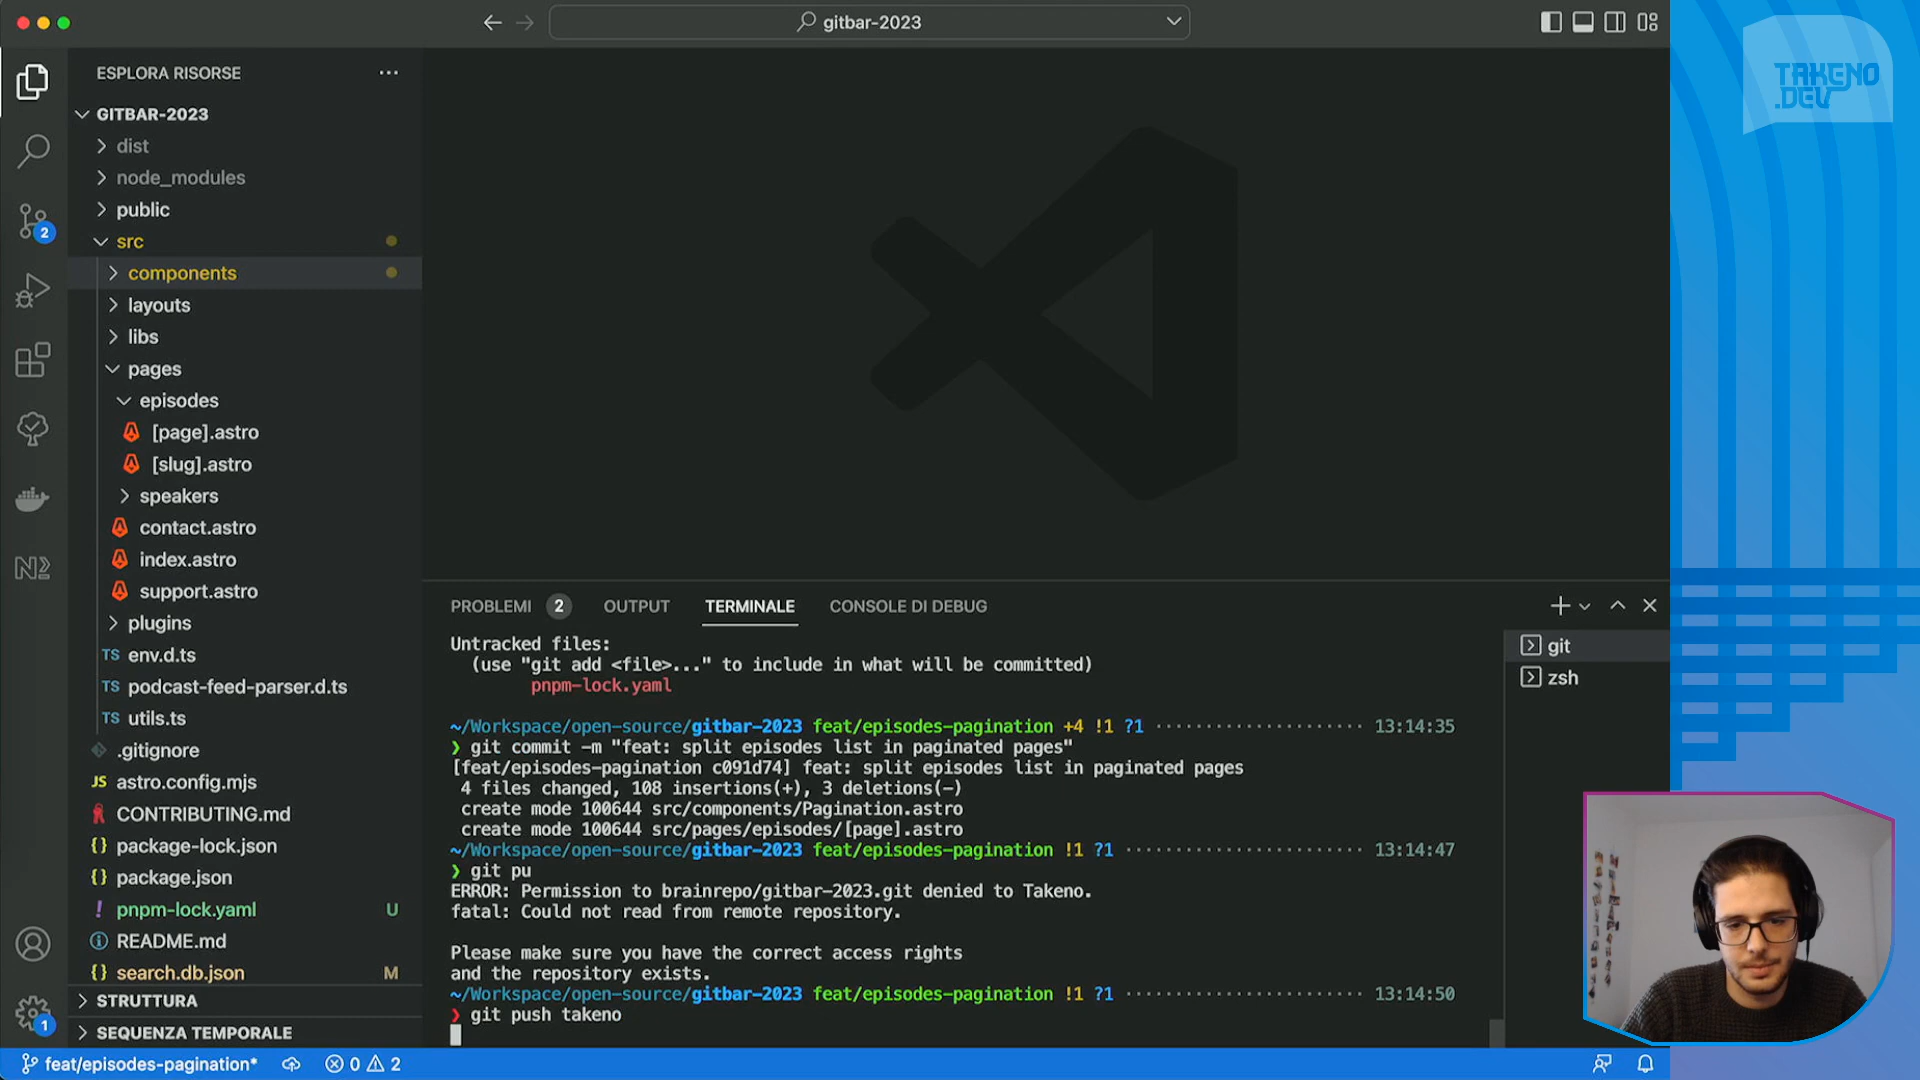 gitbar-2023
TAKENO
.DEV
ESPLORA RISORSE
GITBAR-2023
dist
node_modules
public
2
src
components
layouts
libs
pages
episodes
[page].astro
[slug].astro
speakers
contact.astro
index.astro
support.astro
plugins
TS env.d.ts
TS podcast-feed-parser.d.ts
TS utils.ts
.gitignore
JS astro.config.mjs
CONTRIBUTING.md
{} package-lock.json
{} package.json
! pnpm-lock.yaml U
README.md
{} search.db.json M
STRUTTURA
1
SEQUENZA TEMPORALE
PROBLEMI 2 OUTPUT TERMINALE CONSOLE DI DEBUG
git
zsh
Untracked files:
(use "git add <file>..." to include in what will be committed)
pnpm-lock.yaml
~/Workspace/open-source/gitbar-2023 feat/episodes-pagination +4 !1 ?1 13:14:35
❯ git commit -m "feat: split episodes list in paginated pages"
[feat/episodes-pagination c091d74] feat: split episodes list in paginated pages
4 files changed, 108 insertions(+), 3 deletions(-)
create mode 100644 src/components/Pagination.astro
create mode 100644 src/pages/episodes/[page].astro
~/Workspace/open-source/gitbar-2023 feat/episodes-pagination !1 ?1 13:14:47
❯ git pu
ERROR: Permission to brainrepo/gitbar-2023.git denied to Takeno.
fatal: Could not read from remote repository.
Please make sure you have the correct access rights
and the repository exists.
~/Workspace/open-source/gitbar-2023 feat/episodes-pagination !1 ?1 13:14:50
❯ git push takeno
feat/episodes-pagination* 0 2